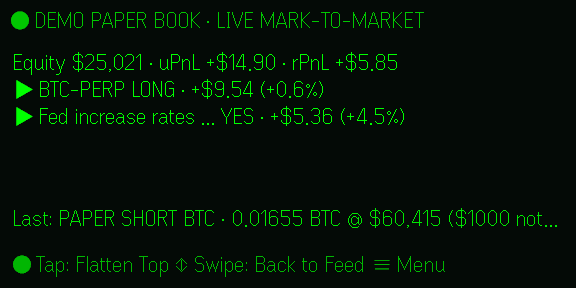 ● DEMO PAPER BOOK · LIVE MARK-TO-MARKET
Equity $25,021 · uPnL +$14.90 · rPnL +$5.85
▶ BTC-PERP LONG · +$9.54 (+0.6%)
▶ Fed increase rates ... YES · +$5.36 (+4.5%)
Last: PAPER SHORT BTC · 0.01655 BTC @ $60,415 ($1000 not...
● Tap: Flatten Top ↕ Swipe: Back to Feed ≡ Menu